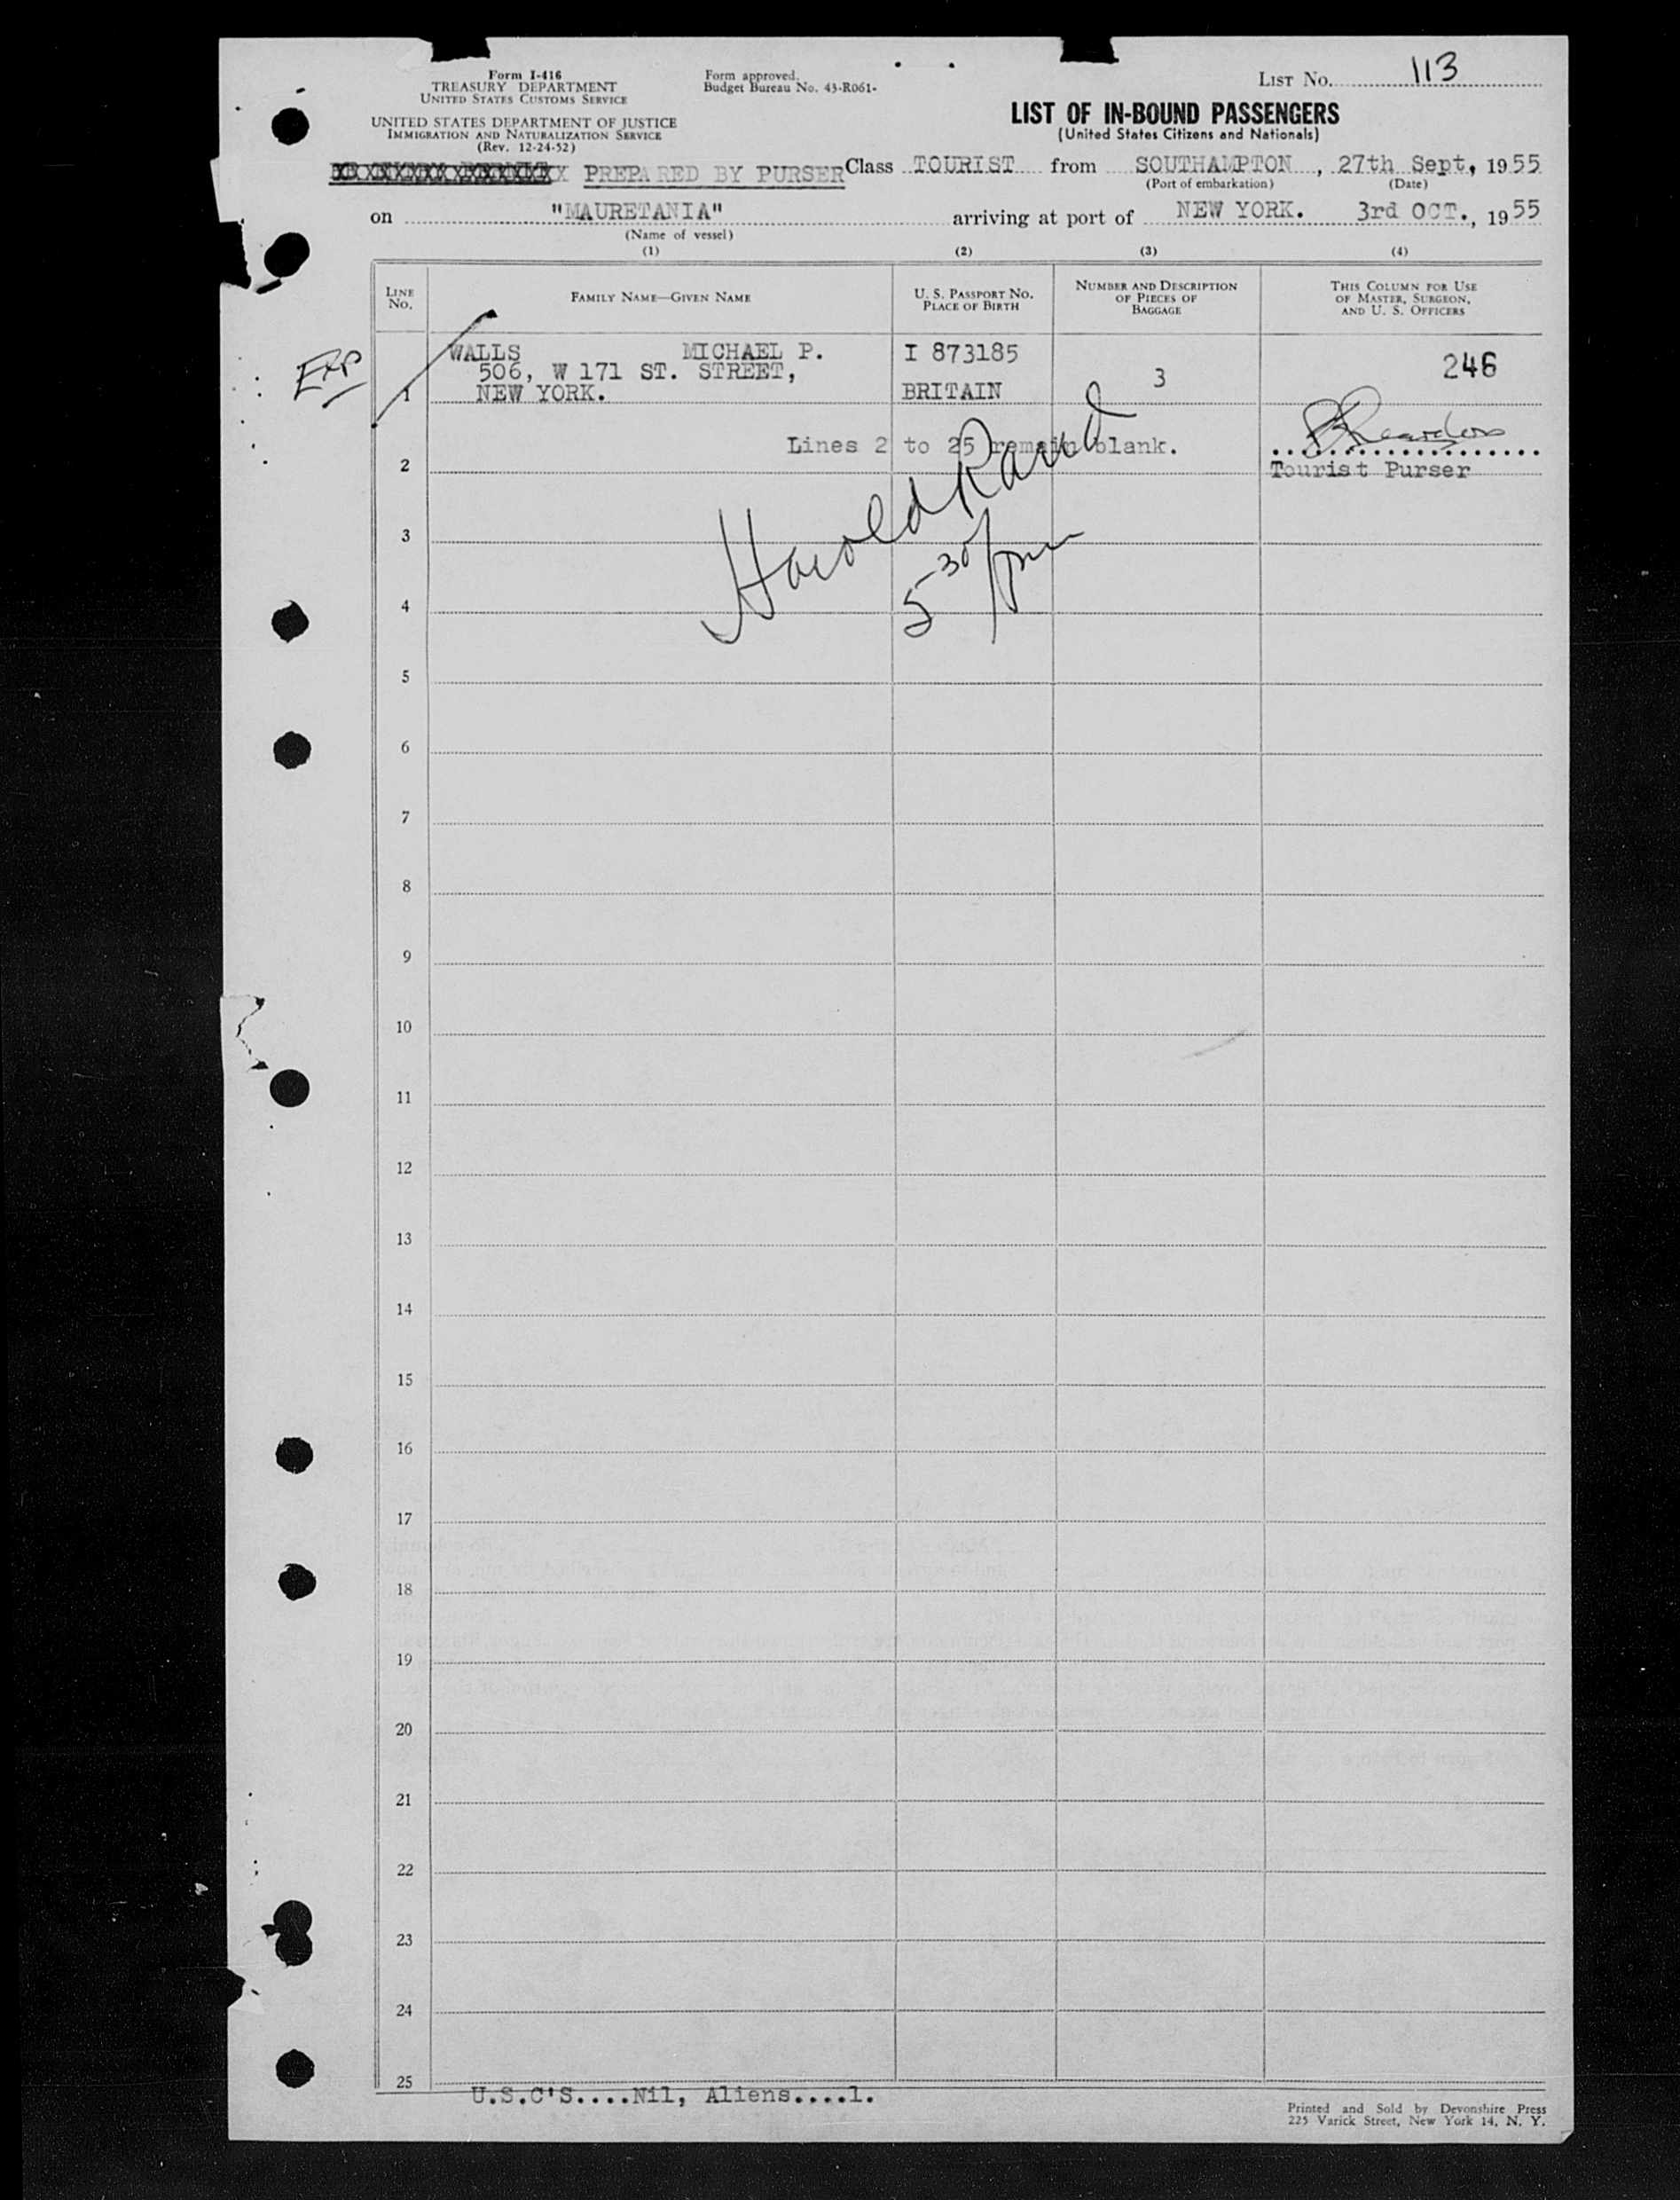 Form I-416
TREASURY DEPARTMENT
UNITED STATES CUSTOMS SERVICE
UNITED STATES DEPARTMENT OF JUSTICE
IMMIGRATION AND NATURALIZATION SERVICE
(Rev. 12-24-52)
Form approved.
Budget Bureau No. 43-R061-
LIST NO. 113
LIST OF IN-BOUND PASSENGERS
(United States Citizens and Nationals)
PREPARED BY PURSER Class TOURIST from SOUTHAMPTON, 27th Sept, 1955
(Port of embarkation) (Date)
on "MAURETANIA" arriving at port of NEW YORK. 3rd OCT., 1955
(Name of vessel)
(1) (2) (3) (4)
LINE NO.
FAMILY NAME—GIVEN NAME
U. S. PASSPORT NO.
PLACE OF BIRTH
NUMBER AND DESCRIPTION
OF PIECES OF
BAGGAGE
THIS COLUMN FOR USE
OF MASTER, SURGEON,
AND U. S. OFFICERS
WALLS MICHAEL P. I 873185
506, W 171 ST. STREET, 3 246
1 NEW YORK. BRITAIN
Lines 2 to 25 remain blank.
2 Tourist Purser
Harold Rand
3
5 30 pm
4
5
6
7
8
9
10
11
12
13
14
15
16
17
18
19
20
21
22
23
24
25
U.S.C'S....Nil, Aliens....1.
Printed and Sold by Devonshire Press
225 Varick Street, New York 14, N. Y.